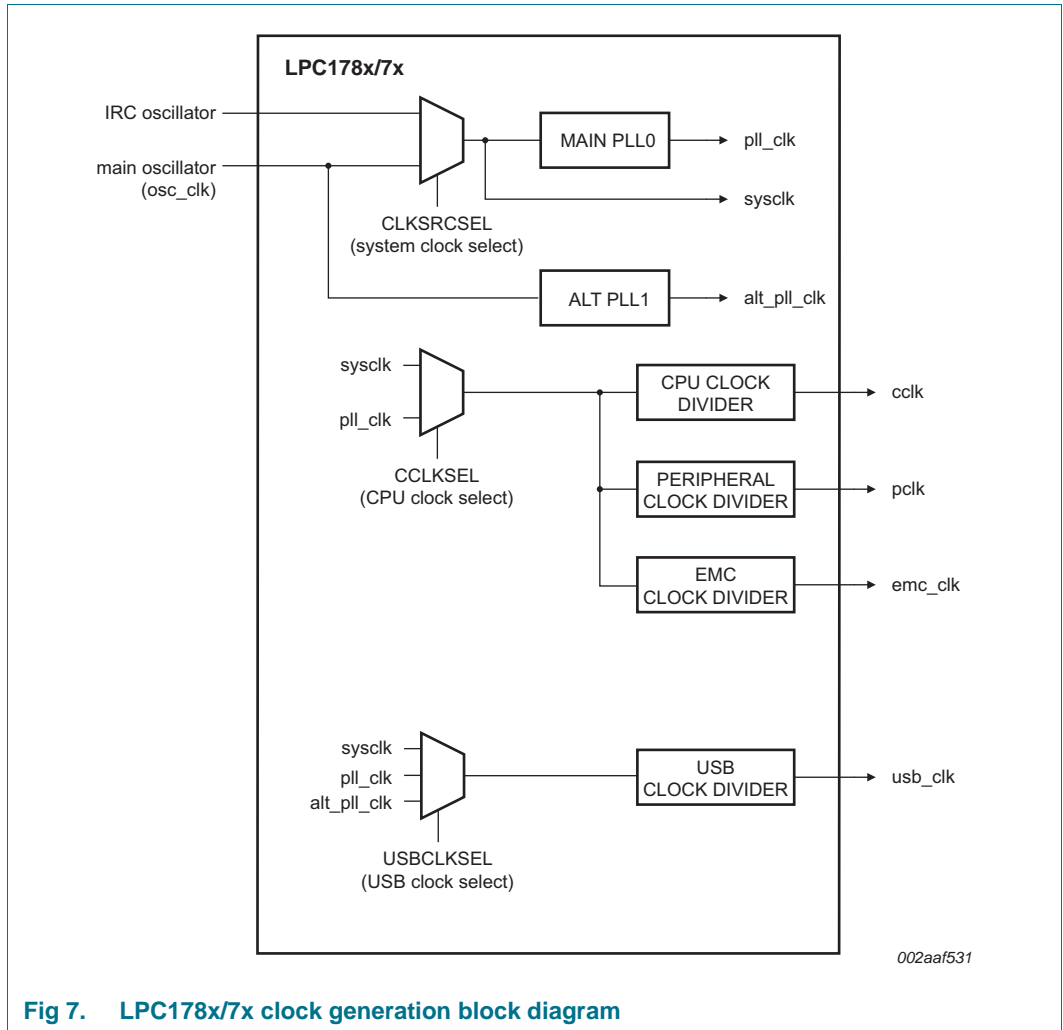 LPC178x/7x
IRC oscillator
main oscillator
(osc_clk)
MAIN PLL0
pll_clk
sysclk
CLKSRCSEL
(system clock select)
ALT PLL1
alt_pll_clk
sysclk
pll_clk
CCLKSEL
(CPU clock select)
CPU CLOCK
DIVIDER
cclk
PERIPHERAL
CLOCK DIVIDER
pclk
EMC
CLOCK DIVIDER
emc_clk
sysclk
pll_clk
alt_pll_clk
USBCLKSEL
(USB clock select)
USB
CLOCK DIVIDER
usb_clk
002aaf531
Fig 7. LPC178x/7x clock generation block diagram